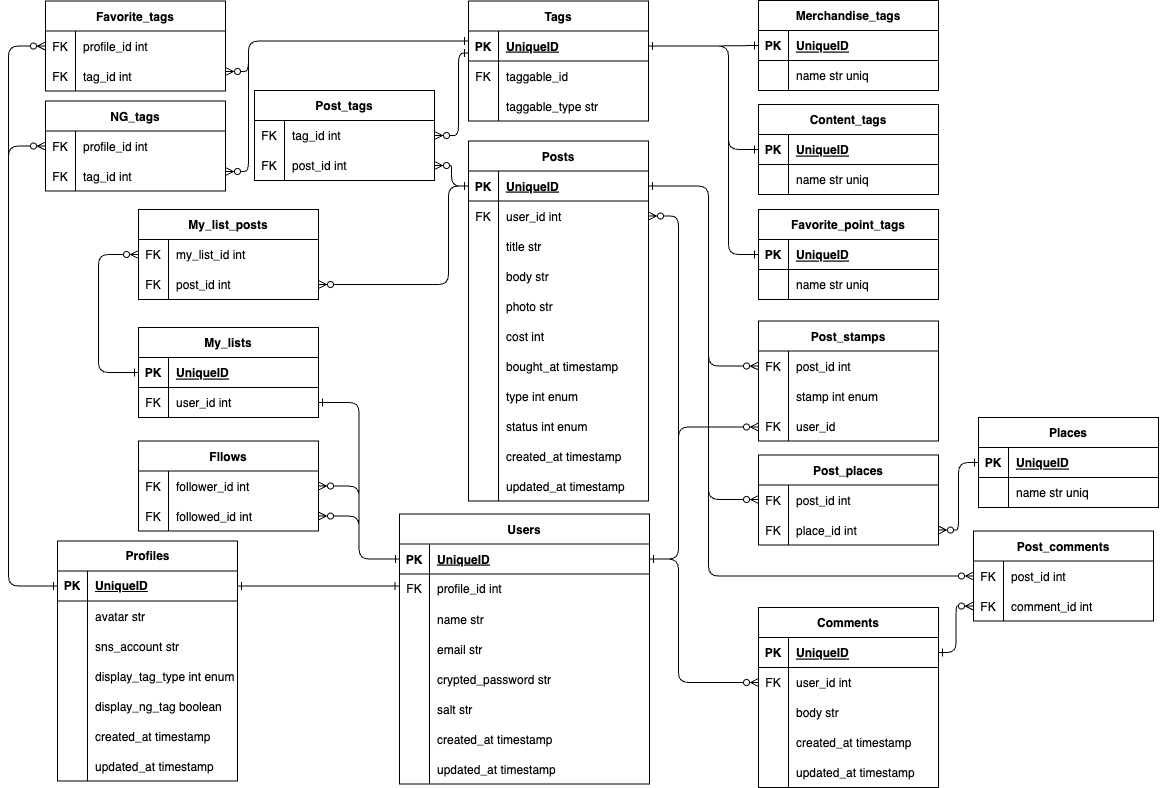 Favorite_tags
FK profile_id int
FK tag_id int
NG_tags
FK profile_id int
FK tag_id int
Post_tags
FK tag_id int
FK post_id int
Tags
PK UniqueID
FK taggable_id
taggable_type str
Merchandise_tags
PK UniqueID
name str uniq
Content_tags
PK UniqueID
name str uniq
Favorite_point_tags
PK UniqueID
name str uniq
My_list_posts
FK my_list_id int
FK post_id int
My_lists
PK UniqueID
FK user_id int
Fllows
FK follower_id int
FK followed_id int
Posts
PK UniqueID
FK user_id int
title str
body str
photo str
cost int
bought_at timestamp
type int enum
status int enum
created_at timestamp
updated_at timestamp
Post_stamps
FK post_id int
stamp int enum
FK user_id
Post_places
FK post_id int
FK place_id int
Places
PK UniqueID
name str uniq
Post_comments
FK post_id int
FK comment_id int
Profiles
PK UniqueID
avatar str
sns_account str
display_tag_type int enum
display_ng_tag boolean
created_at timestamp
updated_at timestamp
Users
PK UniqueID
FK profile_id int
name str
email str
crypted_password str
salt str
created_at timestamp
updated_at timestamp
Comments
PK UniqueID
FK user_id int
body str
created_at timestamp
updated_at timestamp